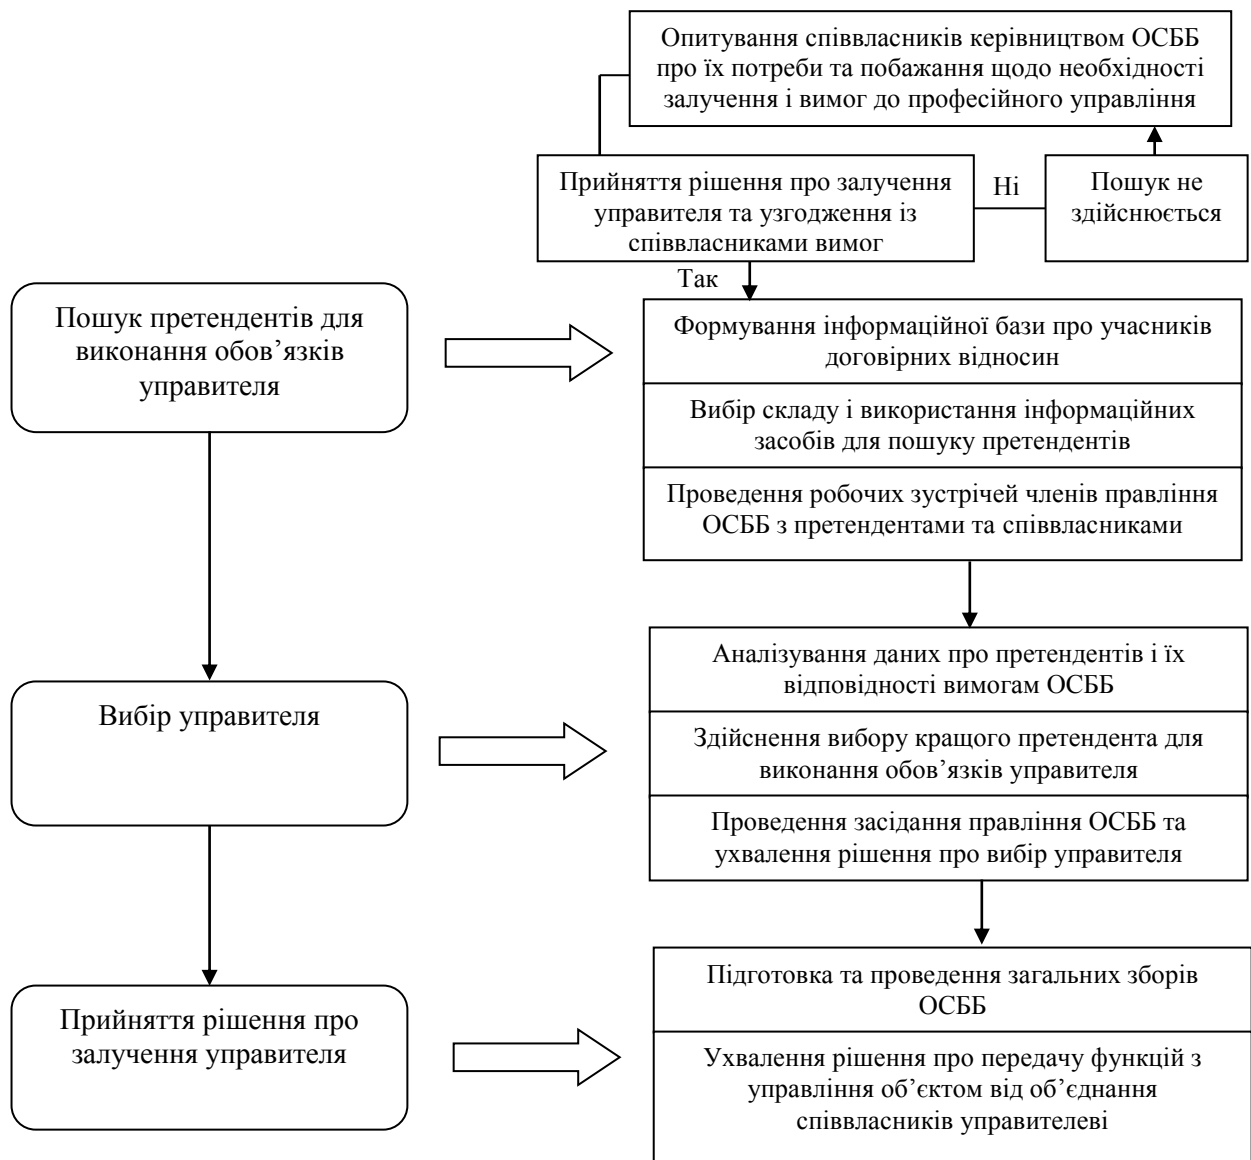 Опитування співвласників керівництвом ОСББ
про їх потреби та побажання щодо необхідності
залучення і вимог до професійного управління
Прийняття рішення про залучення
управителя та узгодження із
співвласниками вимог
Ні
Пошук не
здійснюється
Так
Пошук претендентів для
виконання обов’язків
управителя
Формування інформаційної бази про учасників
договірних відносин
Вибір складу і використання інформаційних
засобів для пошуку претендентів
Проведення робочих зустрічей членів правління
ОСББ з претендентами та співвласниками
Вибір управителя
Аналізування даних про претендентів і їх
відповідності вимогам ОСББ
Здійснення вибору кращого претендента для
виконання обов’язків управителя
Проведення засідання правління ОСББ та
ухвалення рішення про вибір управителя
Прийняття рішення про
залучення управителя
Підготовка та проведення загальних зборів
ОСББ
Ухвалення рішення про передачу функцій з
управління об’єктом від об’єднання
співвласників управителеві